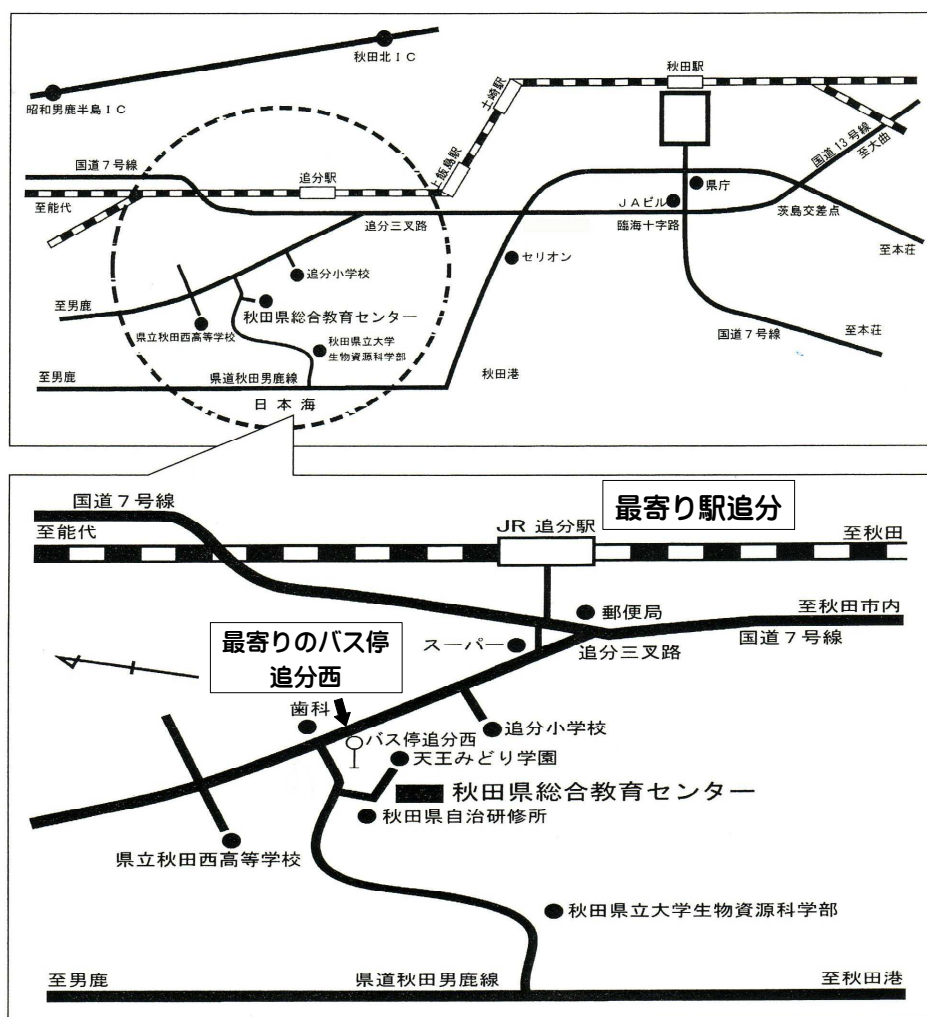 秋田北ＩＣ
昭和男鹿半島ＩＣ
秋田駅
土崎駅
上飯島駅
国道13号線
至大曲
国道７号線
追分駅
至能代
県庁
ＪＡビル
臨海十字路
茨島交差点
追分三叉路
至本荘
セリオン
追分小学校
至男鹿
秋田県総合教育センター
県立秋田西高等学校
秋田県立大学
生物資源科学部
国道７号線
至本荘
至男鹿
県道秋田男鹿線
秋田港
日本海
国道７号線
最寄り駅追分
至能代
JR 追分駅
至秋田
郵便局
至秋田市内
スーパー
追分三叉路
国道７号線
最寄りのバス停
追分西
歯科
追分小学校
バス停追分西
天王みどり学園
秋田県総合教育センター
秋田県自治研修所
県立秋田西高等学校
秋田県立大学生物資源科学部
至男鹿
県道秋田男鹿線
至秋田港